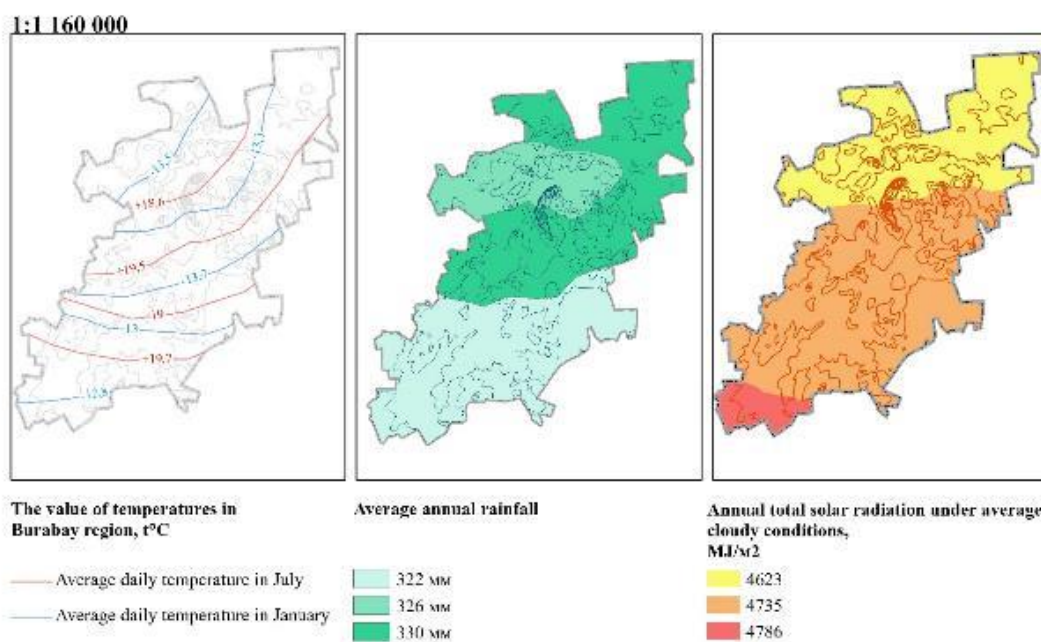 1:1 160 000
-13,5
-13,1
+18,6
+19,5
-13,2
+19
-13
+19,7
-12,8
The value of temperatures in
Burabay region, t°C
Average daily temperature in July
Average daily temperature in January
Average annual rainfall
322 мм
326 мм
330 мм
Annual total solar radiation under average
cloudy conditions,
MJ/м2
4623
4735
4786